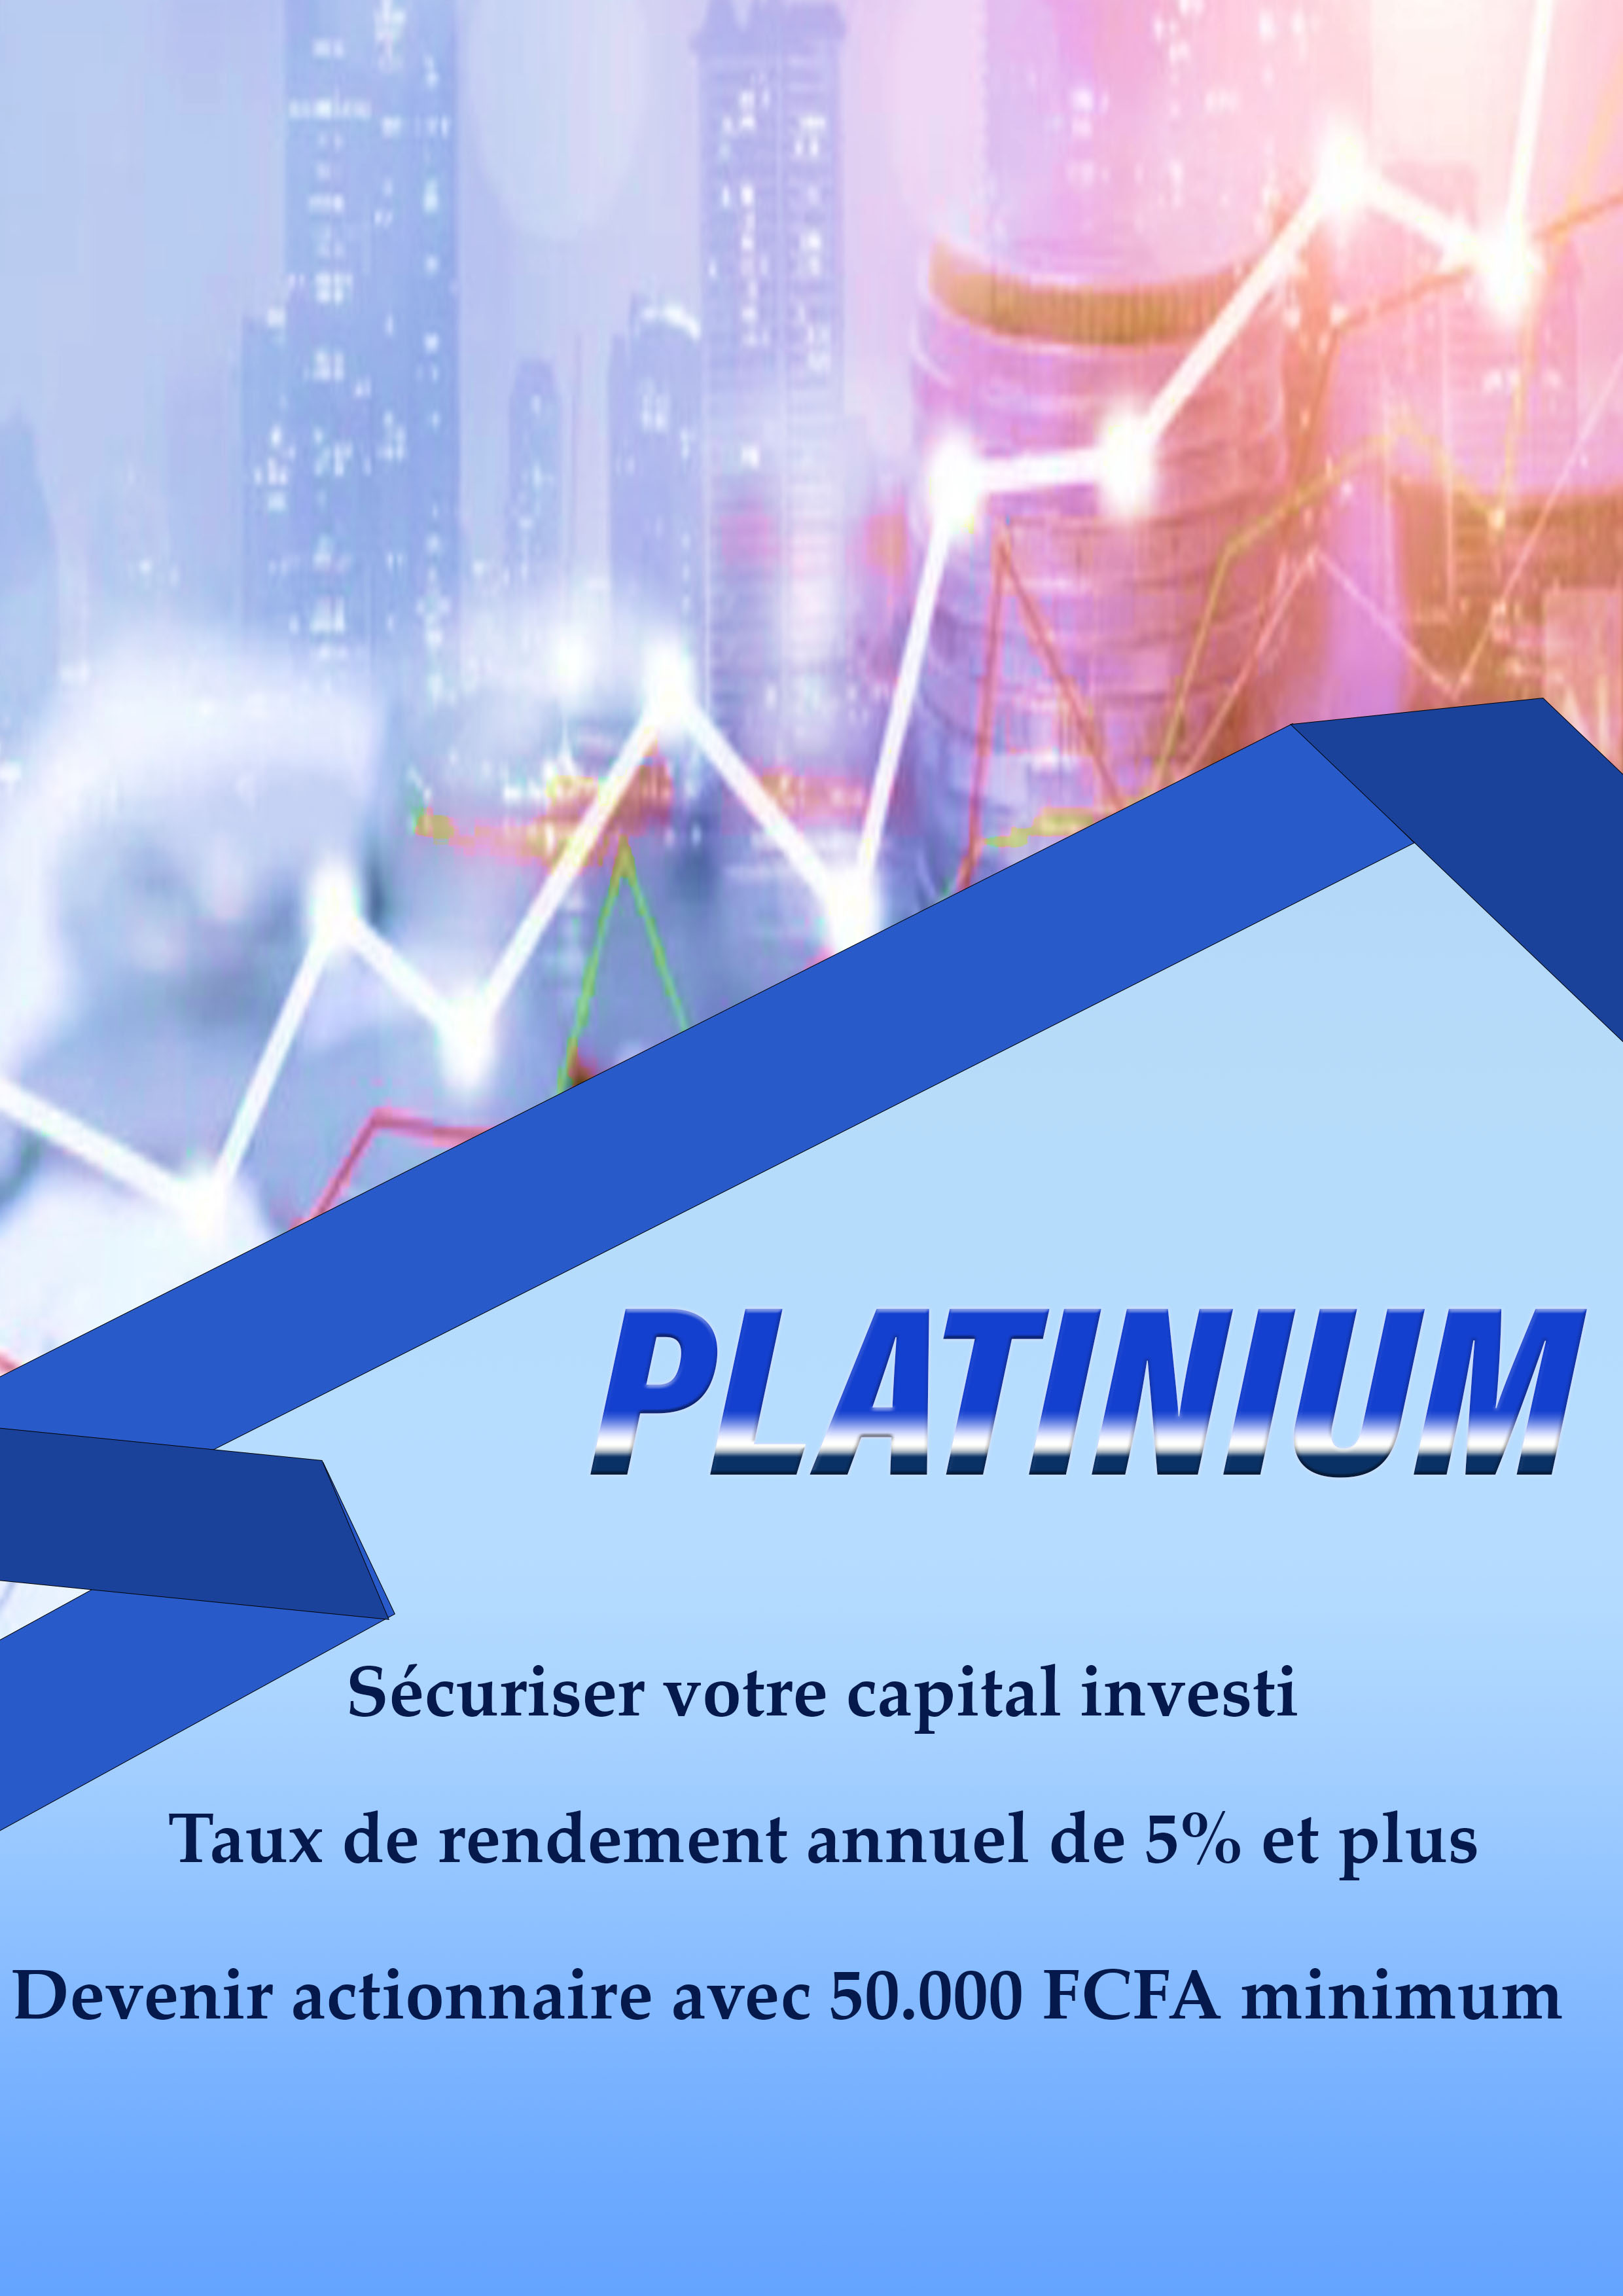 PLATINIUM
Sécuriser votre capital investi
Taux de rendement annuel de 5% et plus
Devenir actionnaire avec 50.000 FCFA minimum